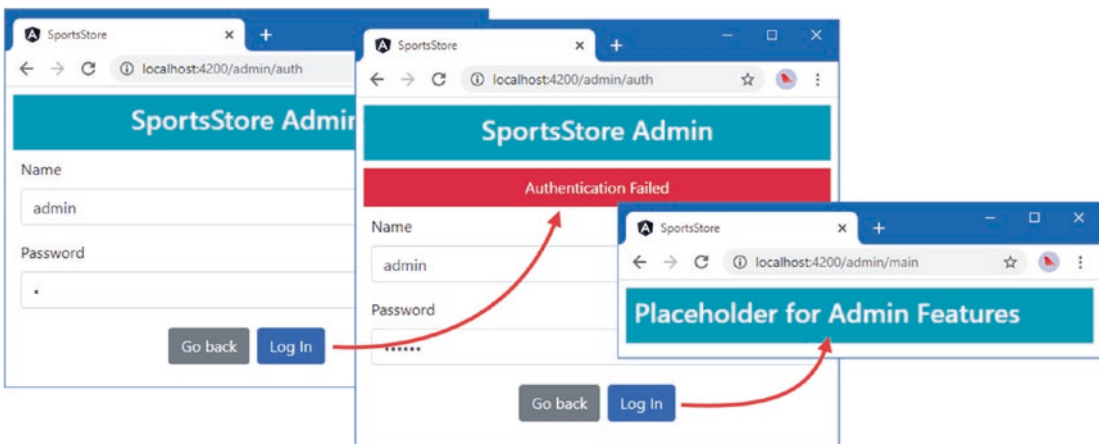 SportsStore
localhost:4200/admin/auth
SportsStore Admin
Name
admin
Password
•
Go back
Log In
SportsStore
localhost:4200/admin/auth
SportsStore Admin
Authentication Failed
Name
admin
Password
••••••
Go back
Log In
SportsStore
localhost:4200/admin/main
Placeholder for Admin Features